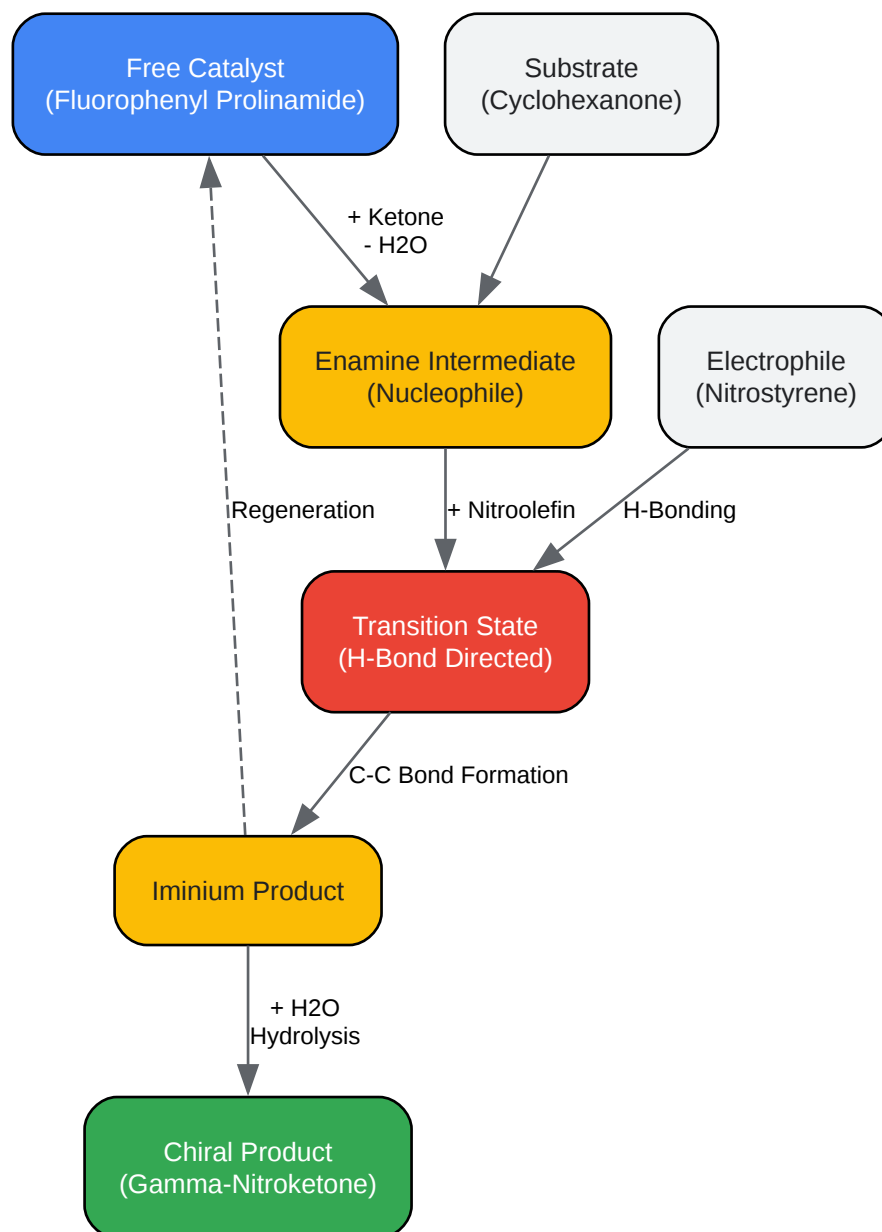 Free Catalyst
(Fluorophenyl Prolinamide)
Substrate
(Cyclohexanone)
+ Ketone
- H2O
Enamine Intermediate
(Nucleophile)
Electrophile
(Nitrostyrene)
Regeneration
+ Nitroolefin
H-Bonding
Transition State
(H-Bond Directed)
C-C Bond Formation
Iminium Product
+ H2O
Hydrolysis
Chiral Product
(Gamma-Nitroketone)